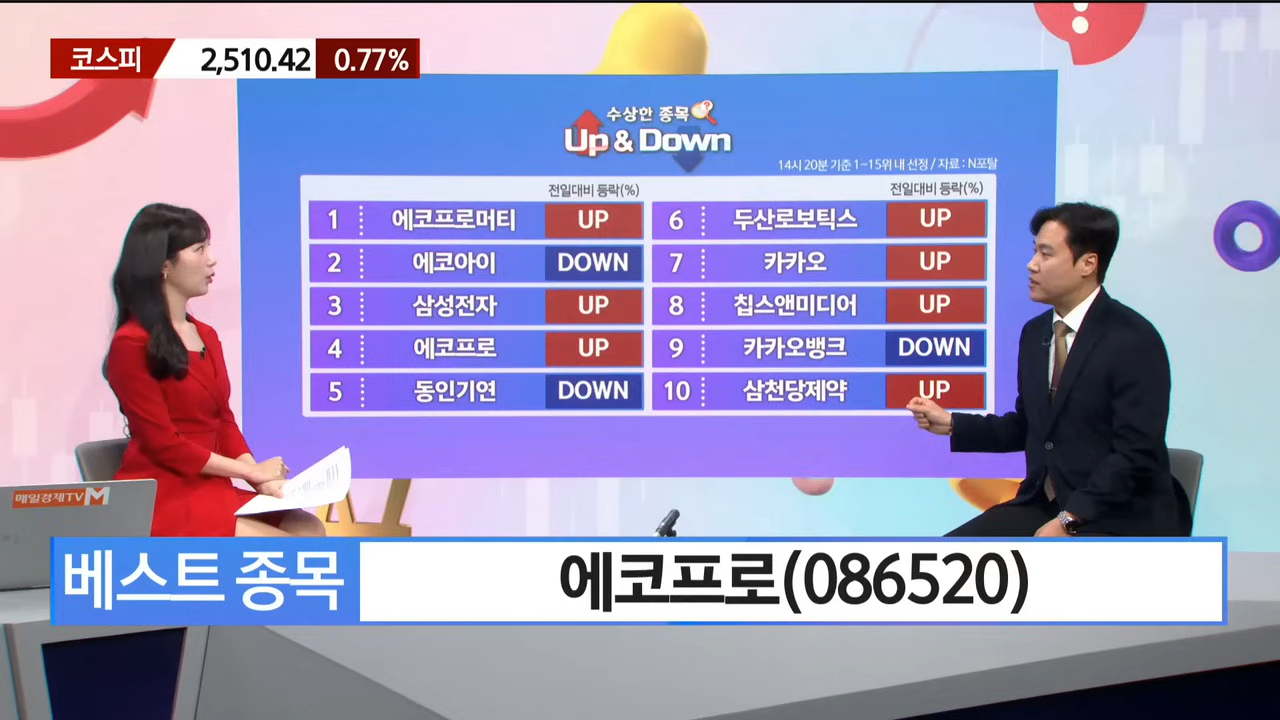 코스피 2,510.42 0.77%
수상한 종목
Up & Down
14시 20분 기준 1~15위 내 선정 / 자료 : N포탈
전일대비 등락(%)
1 에코프로머티 UP
2 에코아이 DOWN
3 삼성전자 UP
4 에코프로 UP
5 동인기연 DOWN
전일대비 등락(%)
6 두산로보틱스 UP
7 카카오 UP
8 칩스앤미디어 UP
9 카카오뱅크 DOWN
10 삼천당제약 UP
매일경제TV M
베스트 종목 에코프로(086520)